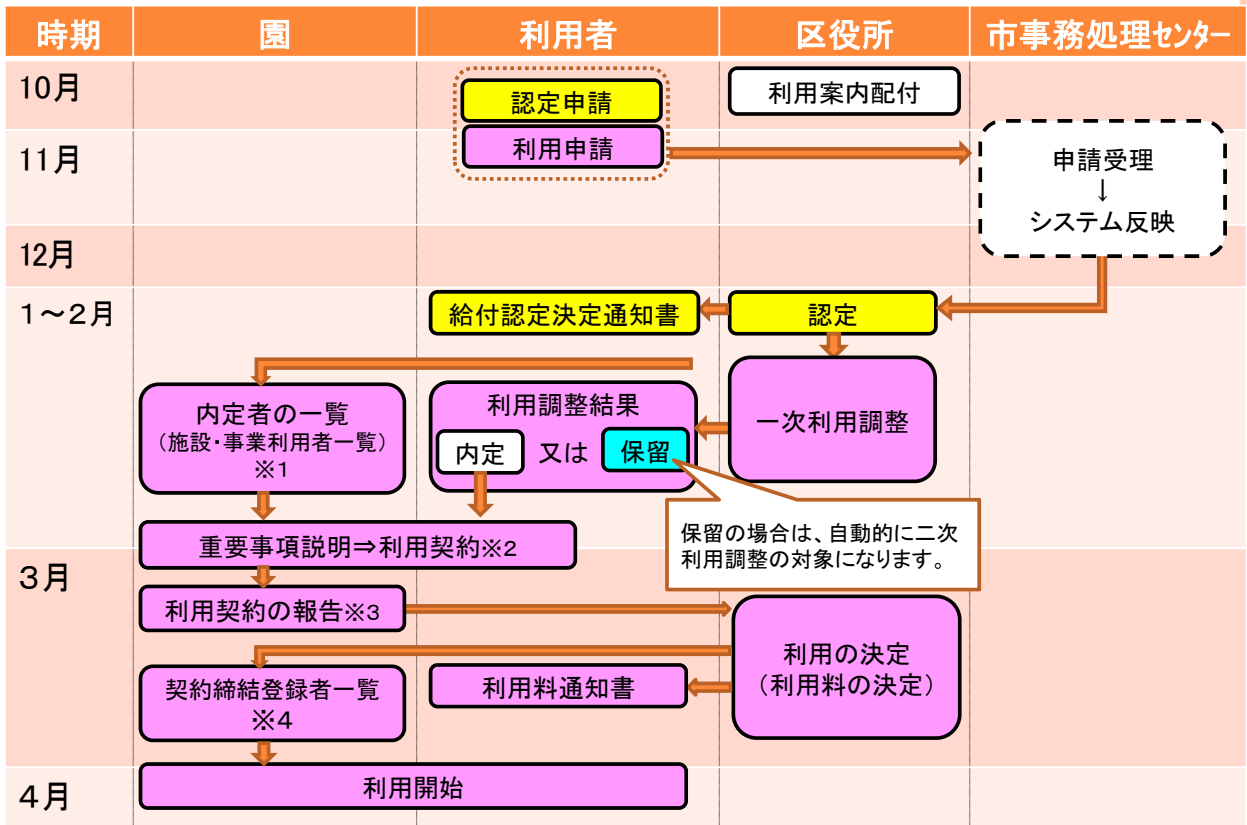 時期 園 利用者 区役所 市事務処理センター
10月
認定申請
利用案内配付
11月
利用申請
申請受理
↓
システム反映
12月
1～2月
給付認定決定通知書
認定
内定者の一覧
（施設・事業利用者一覧）
※1
利用調整結果
内定 又は 保留
一次利用調整
保留の場合は、自動的に二次
利用調整の対象になります。
重要事項説明⇒利用契約※2
3月
利用契約の報告※3
利用の決定
（利用料の決定）
契約締結登録者一覧
※4
利用料通知書
4月
利用開始